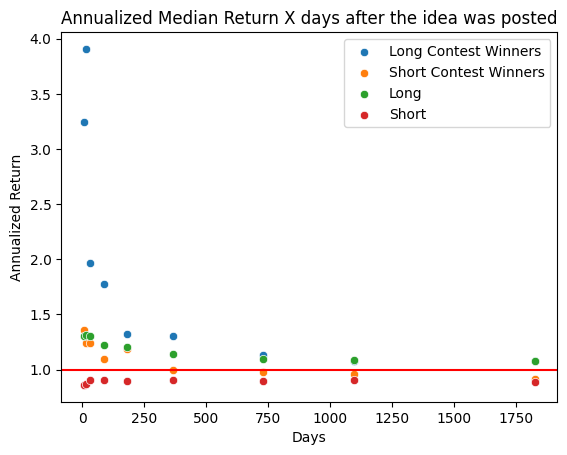 Annualized Median Return X days after the idea was posted
Long Contest Winners
Short Contest Winners
Long
Short
4.0
3.5
3.0
2.5
2.0
1.5
1.0
Annualized Return
0
250
500
750
1000
1250
1500
1750
Days